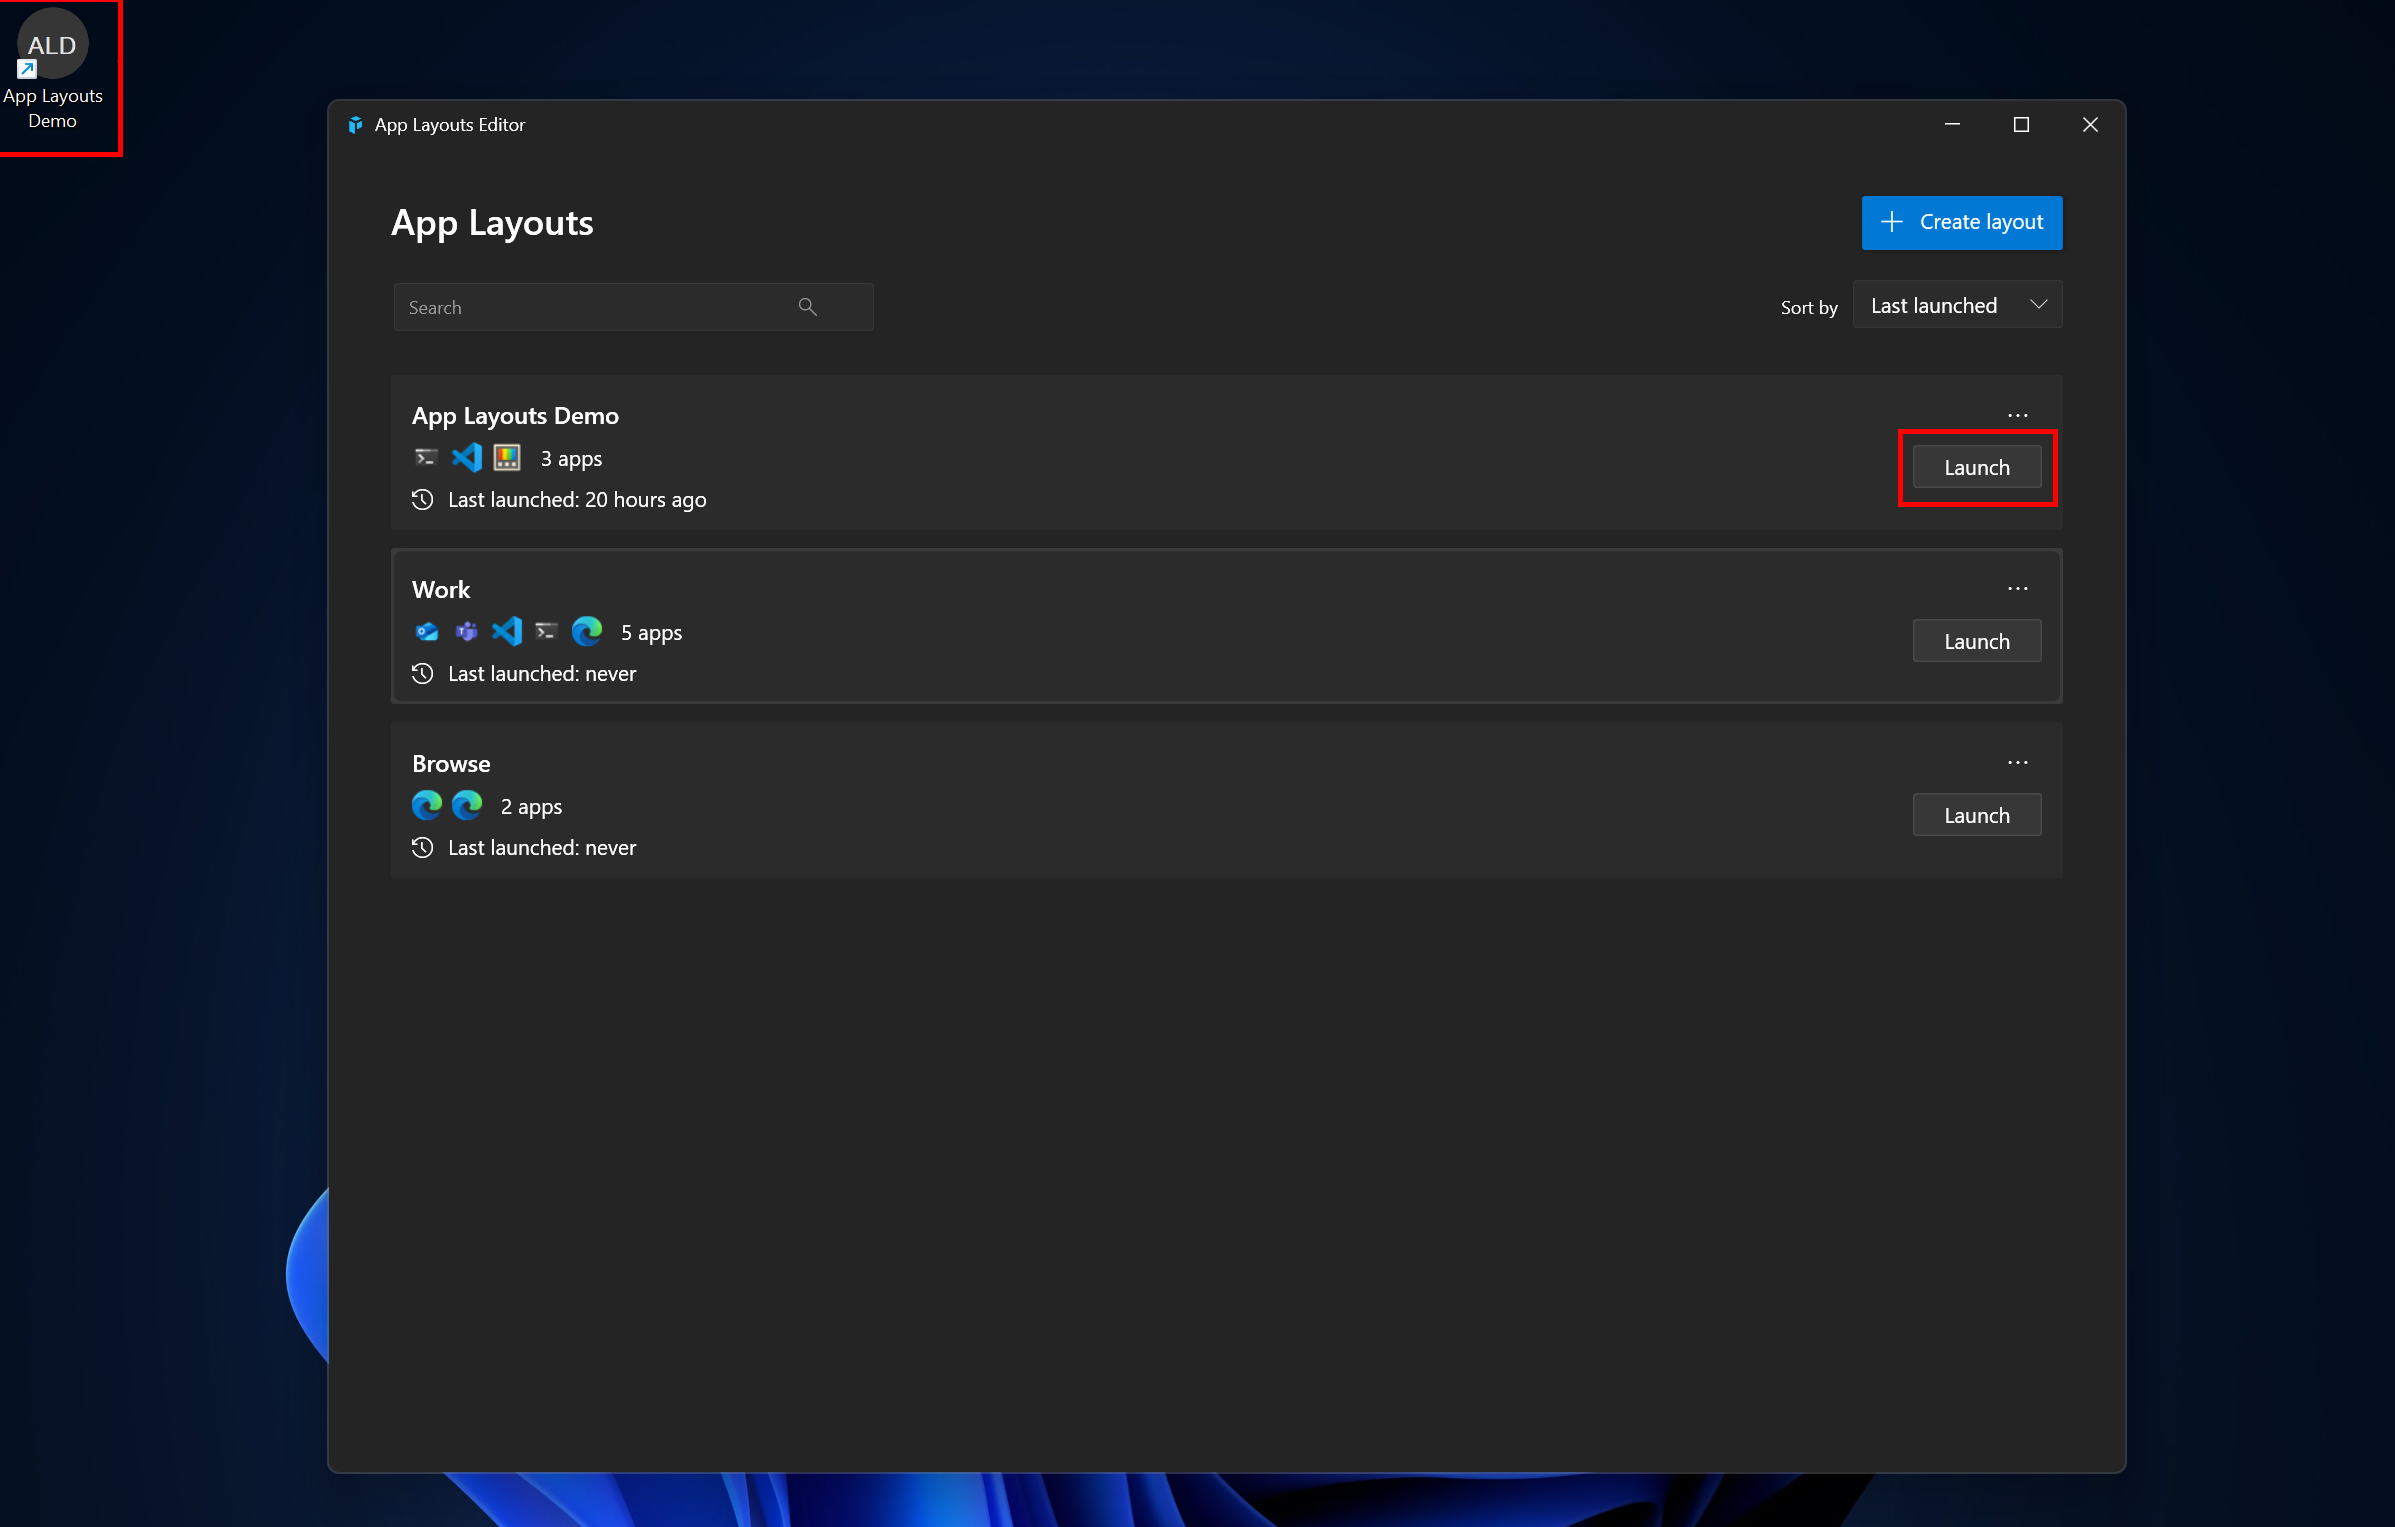 ALD
App Layouts
Demo
App Layouts Editor
App Layouts
Create layout
Search
Sort by
Last launched
App Layouts Demo
3 apps
Last launched: 20 hours ago
Launch
Work
5 apps
Last launched: never
Launch
Browse
2 apps
Last launched: never
Launch